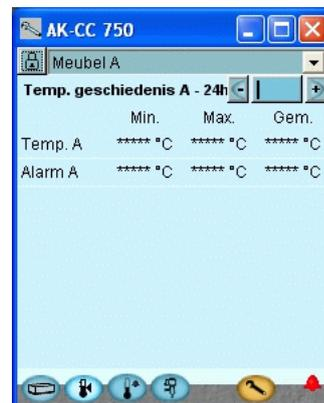 AK-CC 750
Meubel A
Temp. geschiedenis A - 24h
Min. Max. Gem.
Temp. A ***** °C ***** °C ***** °C
Alarm A ***** °C ***** °C ***** °C